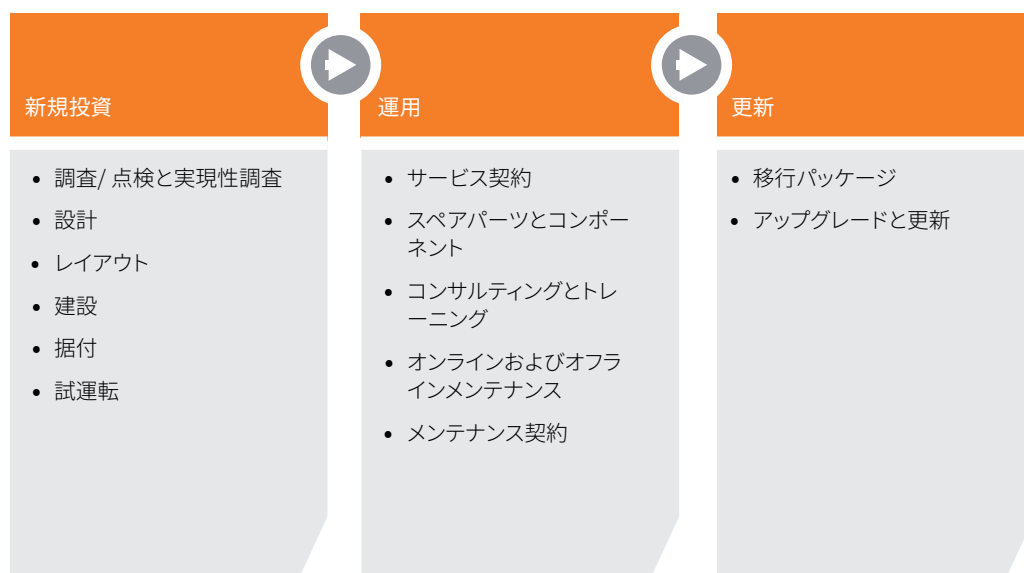 新規投資
• 調査/ 点検と実現性調査
• 設計
• レイアウト
• 建設
• 据付
• 試運転
運用
• サービス契約
• スペアパーツとコンポー
ネント
• コンサルティングとトレ
ーニング
• オンラインおよびオフラ
インメンテナンス
• メンテナンス契約
更新
• 移行パッケージ
• アップグレードと更新